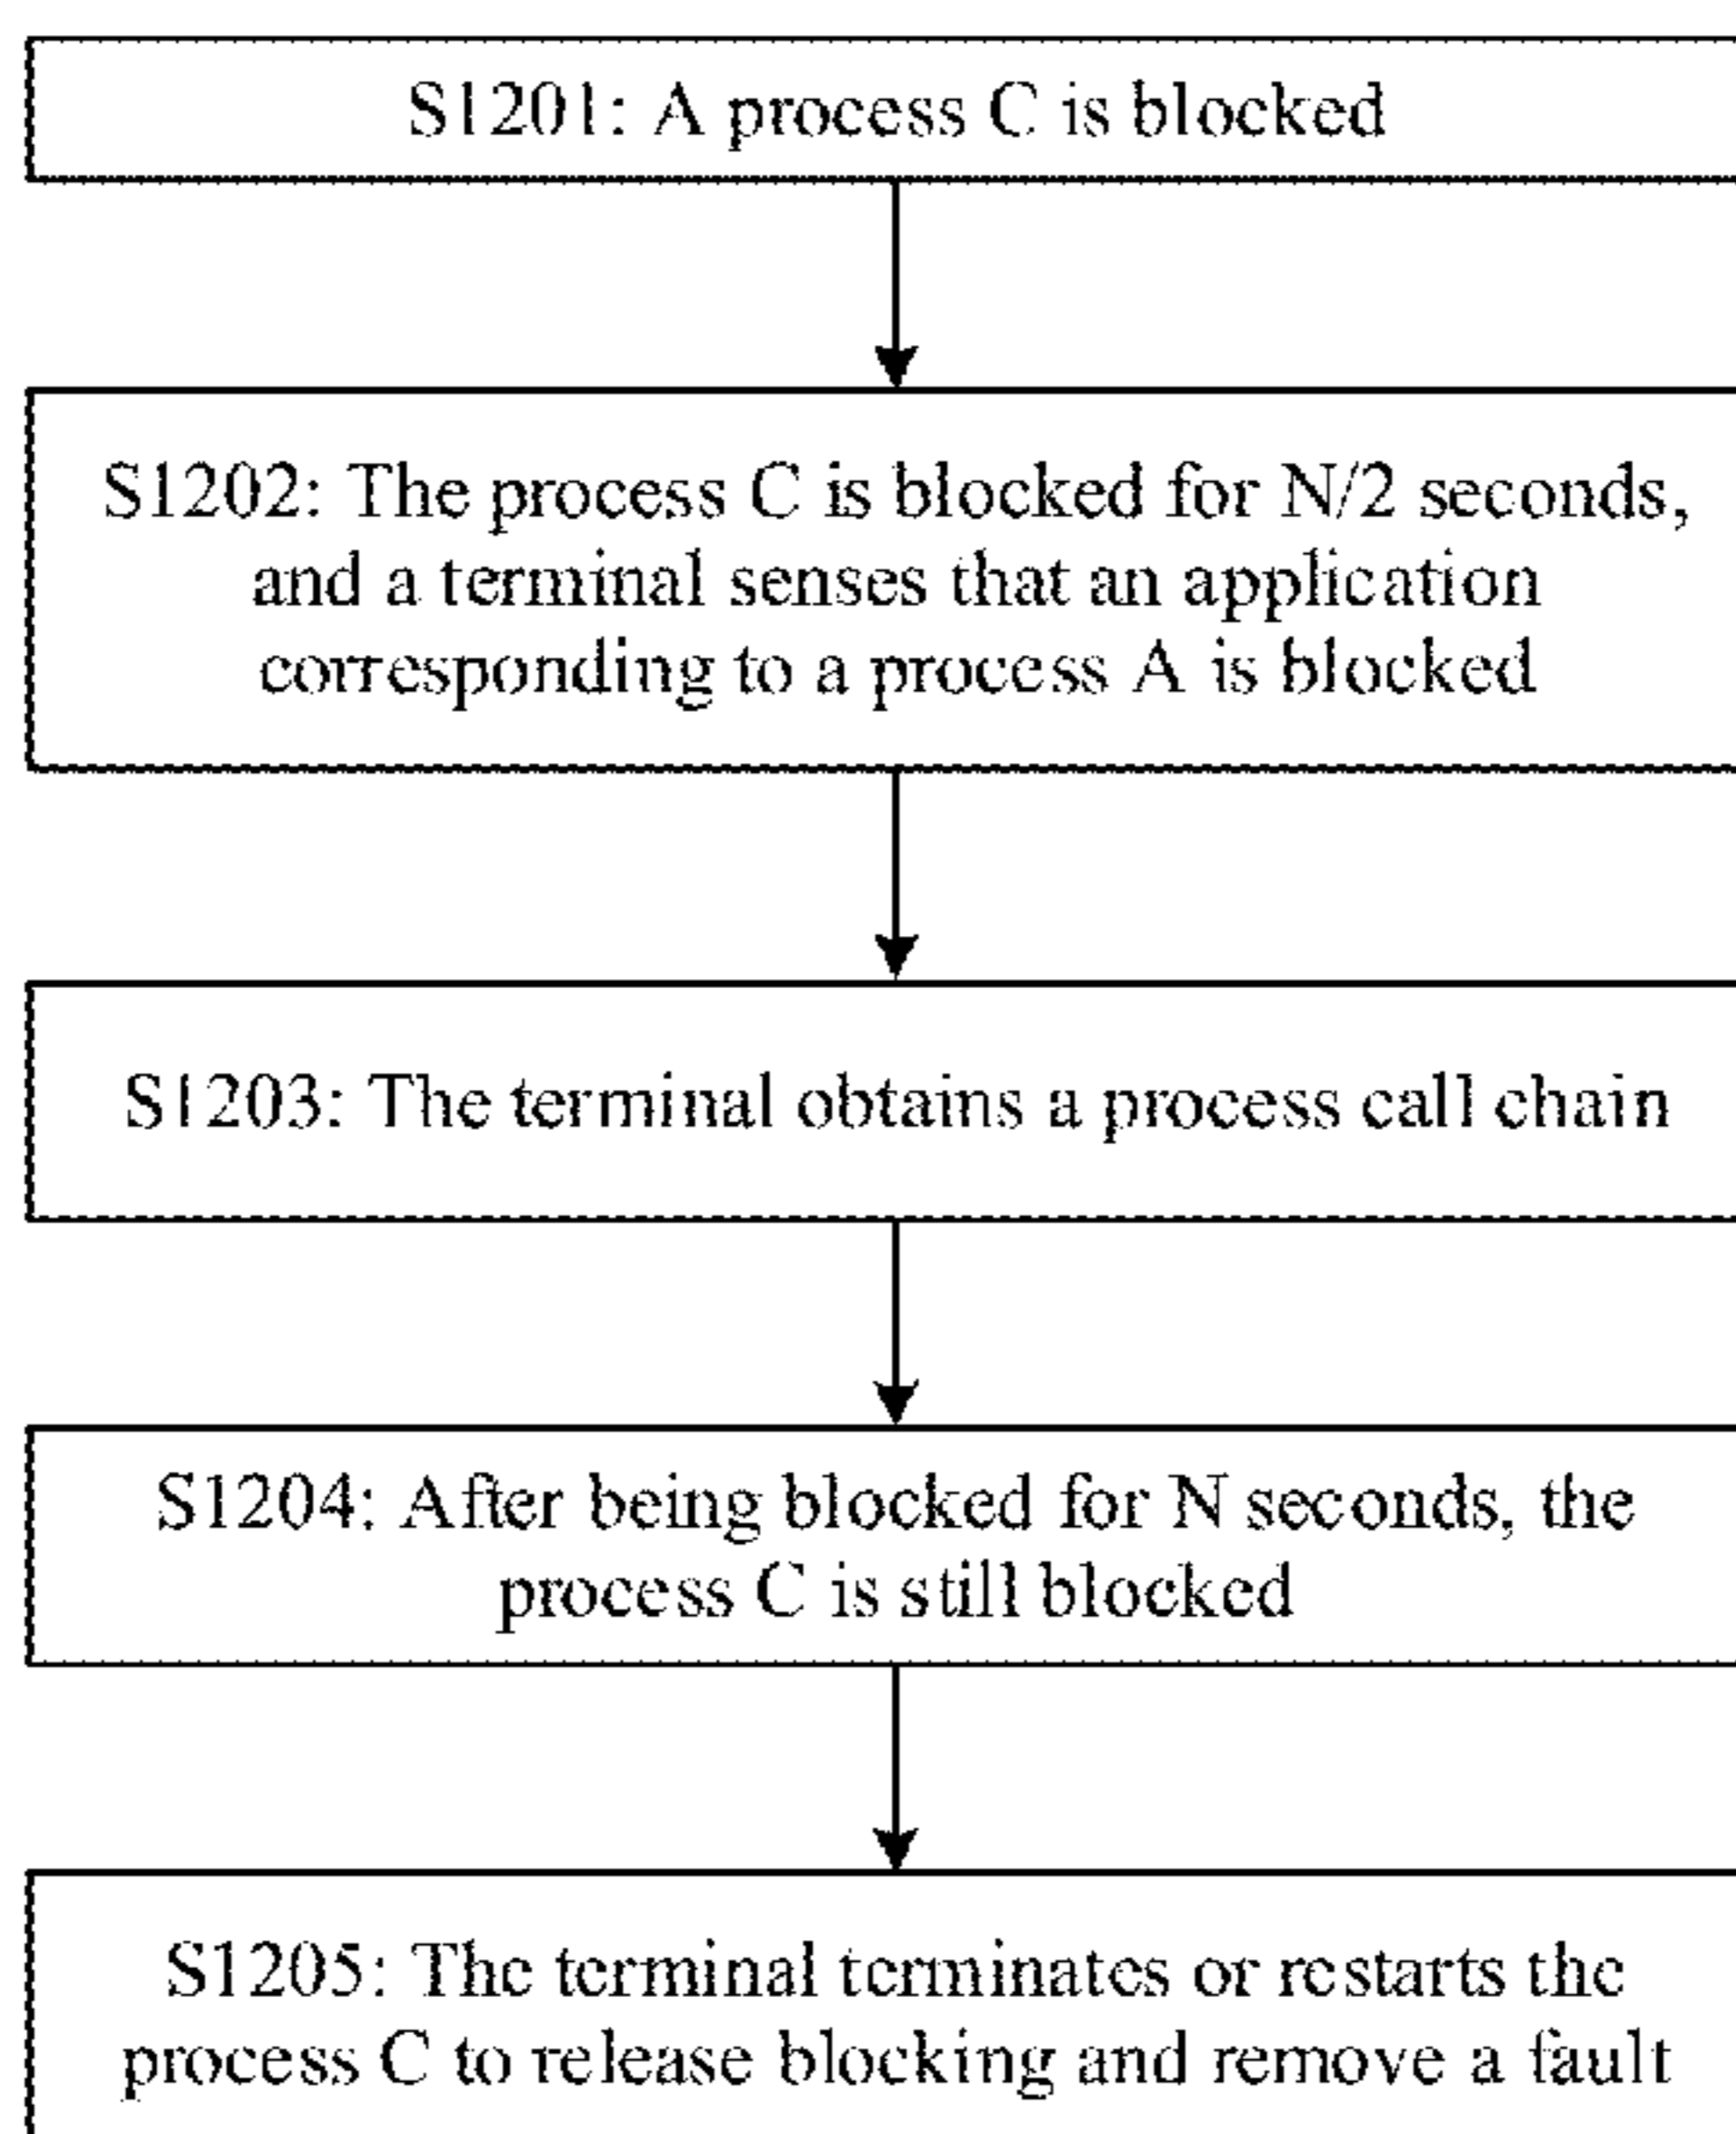 S1201: A process C is blocked
S1202: The process C is blocked for N/2 seconds,
and a terminal senses that an application
corresponding to a process A is blocked
S1203: The terminal obtains a process call chain
S1204: After being blocked for N seconds, the
process C is still blocked
S1205: The terminal terminates or restarts the
process C to release blocking and remove a fault